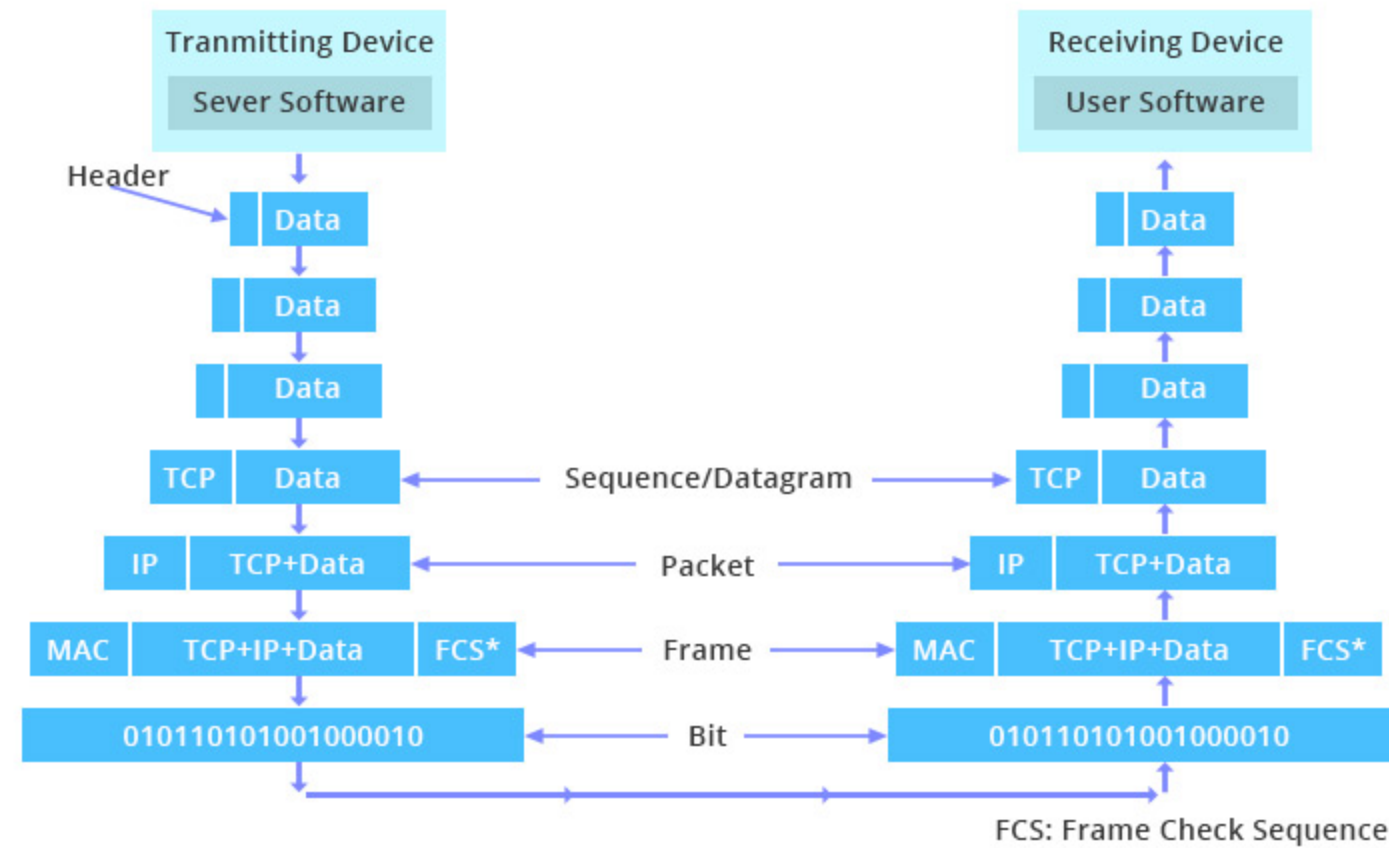 Tranmitting Device
Sever Software
Receiving Device
User Software
Header
Data
Data
Data
Data
Data
Data
TCP Data
Sequence/Datagram
TCP Data
IP TCP+Data
Packet
IP TCP+Data
MAC TCP+IP+Data FCS*
Frame
MAC TCP+IP+Data FCS*
010110101001000010
Bit
010110101001000010
FCS: Frame Check Sequence